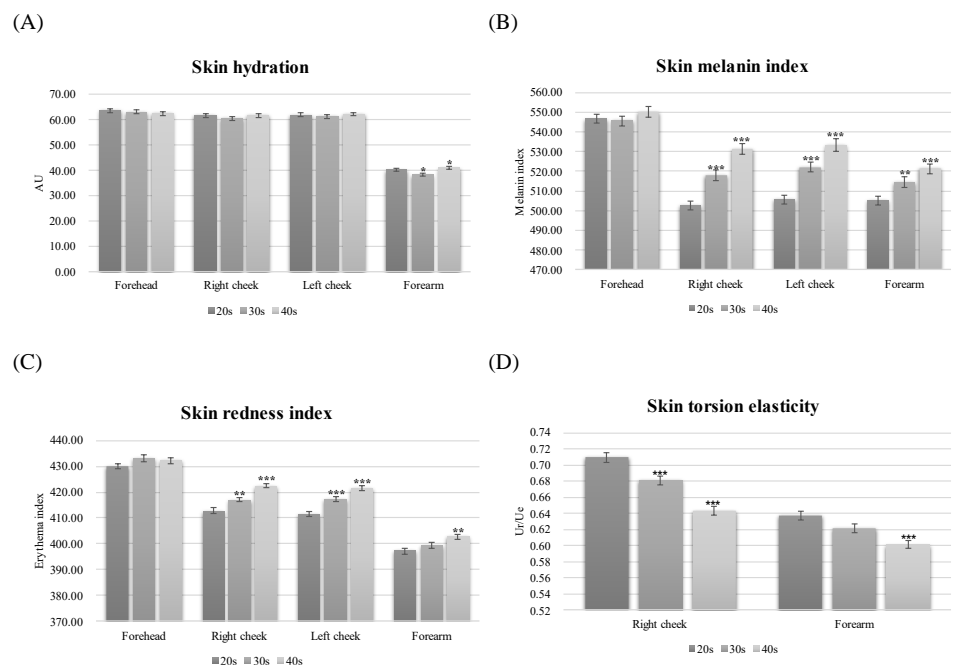 (A)
Skin hydration
AU
70.00
60.00
50.00
40.00
30.00
20.00
10.00
0.00
*
*
Forehead
Right cheek
Left cheek
Forearm
20s
30s
40s
(B)
Skin melanin index
Melanin index
560.00
550.00
540.00
530.00
520.00
510.00
500.00
490.00
480.00
470.00
***
***
***
***
**
***
Forehead
Right cheek
Left cheek
Forearm
20s
30s
40s
(C)
Skin redness index
Erythema index
440.00
430.00
420.00
410.00
400.00
390.00
380.00
370.00
**
***
***
***
**
Forehead
Right cheek
Left cheek
Forearm
20s
30s
40s
(D)
Skin torsion elasticity
Ur/Ue
0.74
0.72
0.70
0.68
0.66
0.64
0.62
0.60
0.58
0.56
0.54
0.52
***
***
***
Right cheek
Forearm
20s
30s
40s